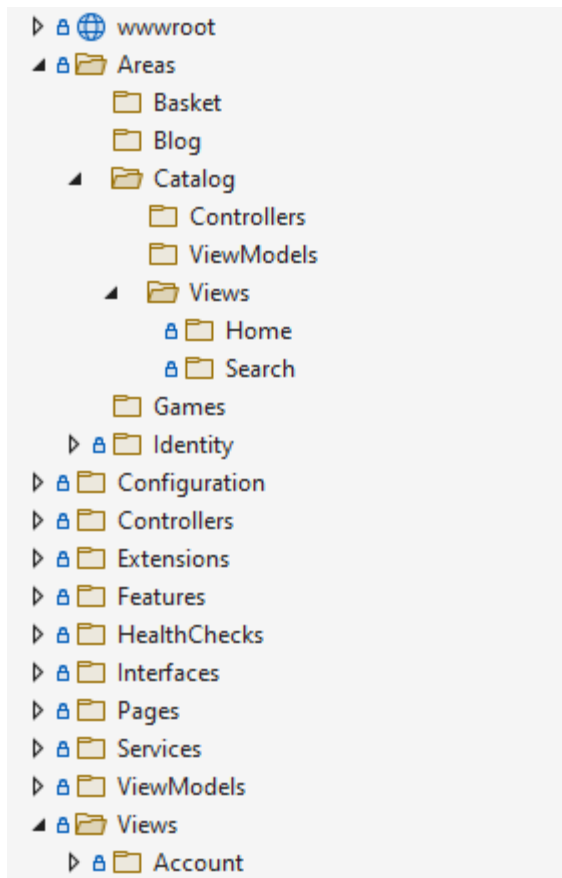 wwwroot
Areas
Basket
Blog
Catalog
Controllers
ViewModels
Views
Home
Search
Games
Identity
Configuration
Controllers
Extensions
Features
HealthChecks
Interfaces
Pages
Services
ViewModels
Views
Account